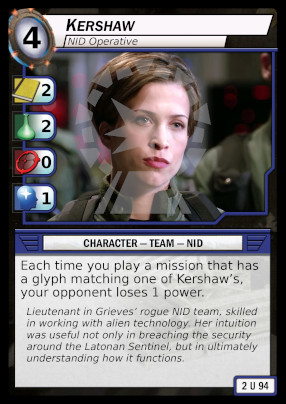 KERSHAW
NID OPERATIVE
4
2
2
0
1
CHARACTER – TEAM – NID
Each time you play a mission that has
a glyph matching one of Kershaw's,
your opponent loses 1 power.
Lieutenant in Grieves' rogue NID team, skilled
in working with alien technology. Her intuition
was useful not only in breaching the security
around the Latonan Sentinel, but in ultimately
understanding how it functions.
2 U 94